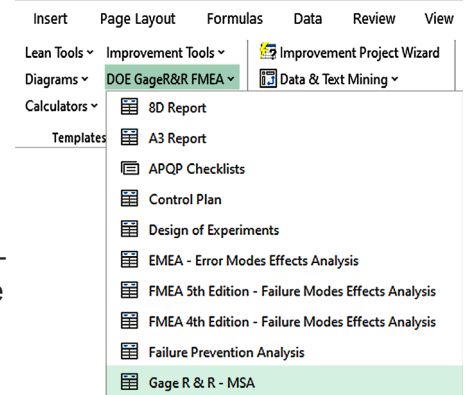 Insert Page Layout Formulas Data Review View
Lean Tools Improvement Tools Improvement Project Wizard
Diagrams DOE GageR&R FMEA Data & Text Mining
Calculators
Templates
8D Report
A3 Report
APQP Checklists
Control Plan
Design of Experiments
EMEA - Error Modes Effects Analysis
FMEA 5th Edition - Failure Modes Effects Analysis
FMEA 4th Edition - Failure Modes Effects Analysis
Failure Prevention Analysis
Gage R & R - MSA